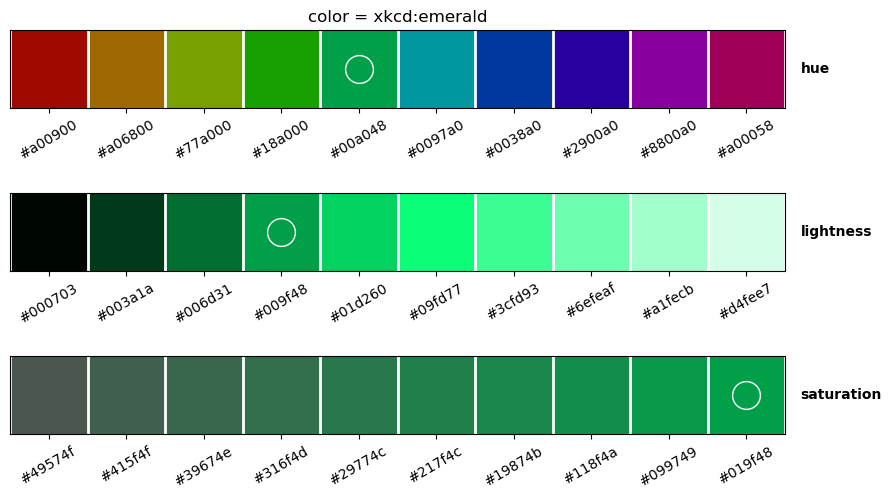 color = xkcd:emerald
hue
#a00900 #a06800 #77a000 #18a000 #00a048 #0097a0 #0038a0 #2900a0 #8800a0 #a00058
lightness
#000703 #003a1a #006d31 #009f48 #01d260 #09fd77 #3cfd93 #6efeaf #a1fecb #d4fee7
saturation
#49574f #415f4f #39674e #316f4d #29774c #217f4c #19874b #118f4a #099749 #019f48